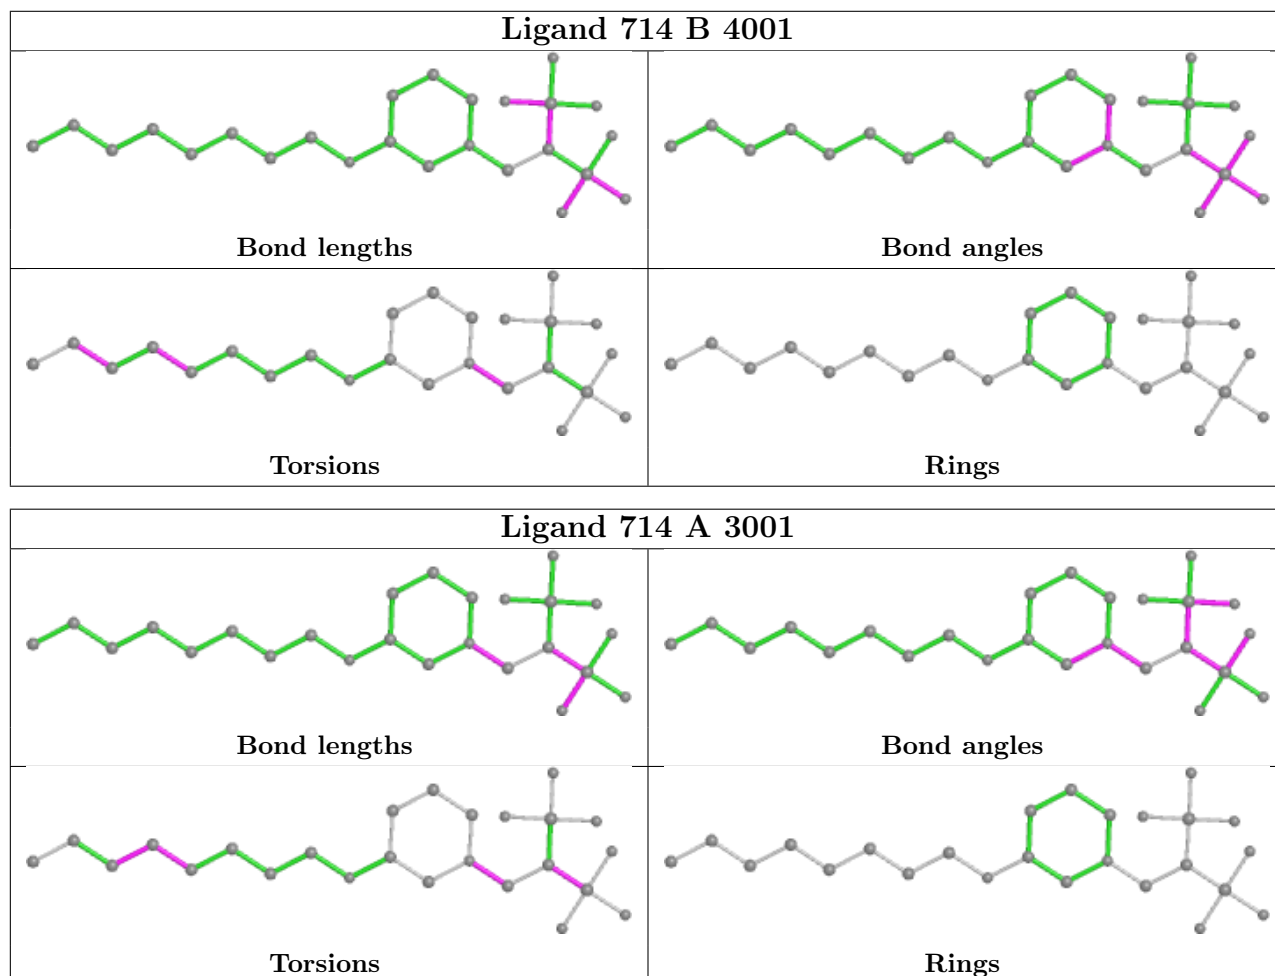 Ligand 714 B 4001
Bond lengths
Bond angles
Torsions
Rings
Ligand 714 A 3001
Bond lengths
Bond angles
Torsions
Rings